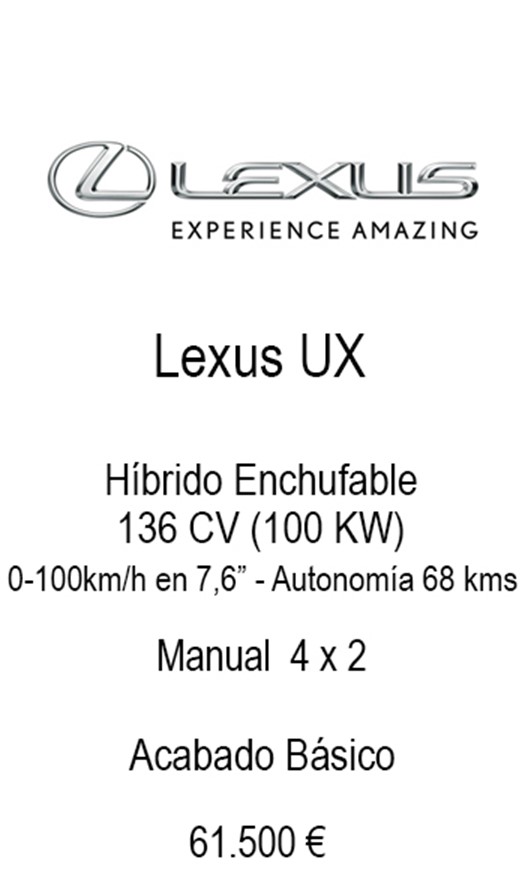 LEXUS
EXPERIENCE AMAZING
Lexus UX
Híbrido Enchufable
136 CV (100 KW)
0-100km/h en 7,6” - Autonomía 68 kms
Manual 4 x 2
Acabado Básico
61.500 €